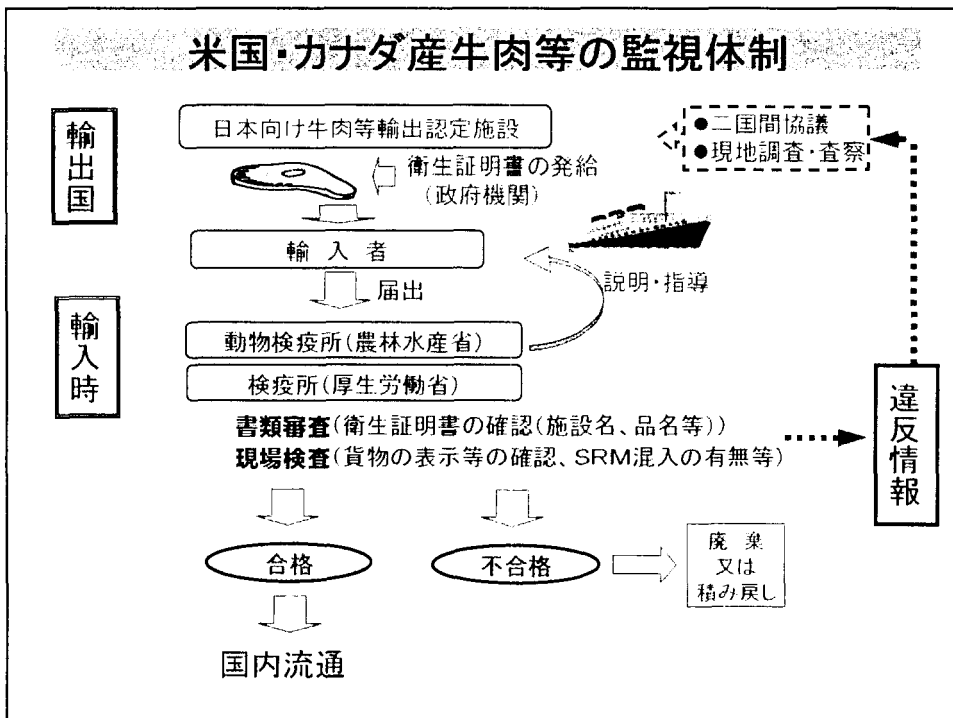 米国・カナダ産牛肉等の監視体制
輸出国
日本向け牛肉等輸出認定施設
衛生証明書の発給
(政府機関)
●二国間協議
●現地調査・査察
輸入者
説明・指導
輸入時
届出
動物検疫所(農林水産省)
検疫所(厚生労働省)
書類審査(衛生証明書の確認(施設名、品名等))
現場検査(貨物の表示等の確認、SRM混入の有無等)
違反情報
合格
不合格
廃棄
又は
積み戻し
国内流通